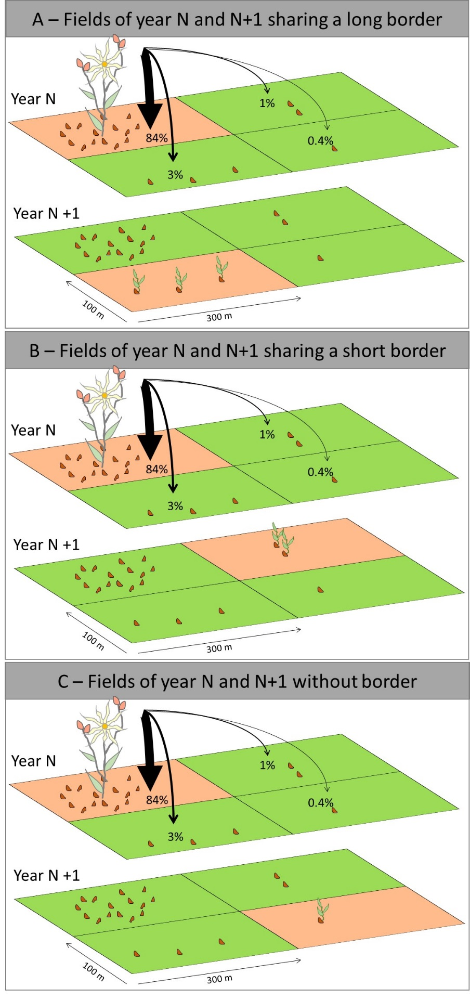 A – Fields of year N and N+1 sharing a long border
Year N
1%
84%
0.4%
3%
Year N +1
100 m
300 m
B – Fields of year N and N+1 sharing a short border
Year N
1%
84%
0.4%
3%
Year N +1
100 m
300 m
C – Fields of year N and N+1 without border
Year N
1%
84%
0.4%
3%
Year N +1
100 m
300 m